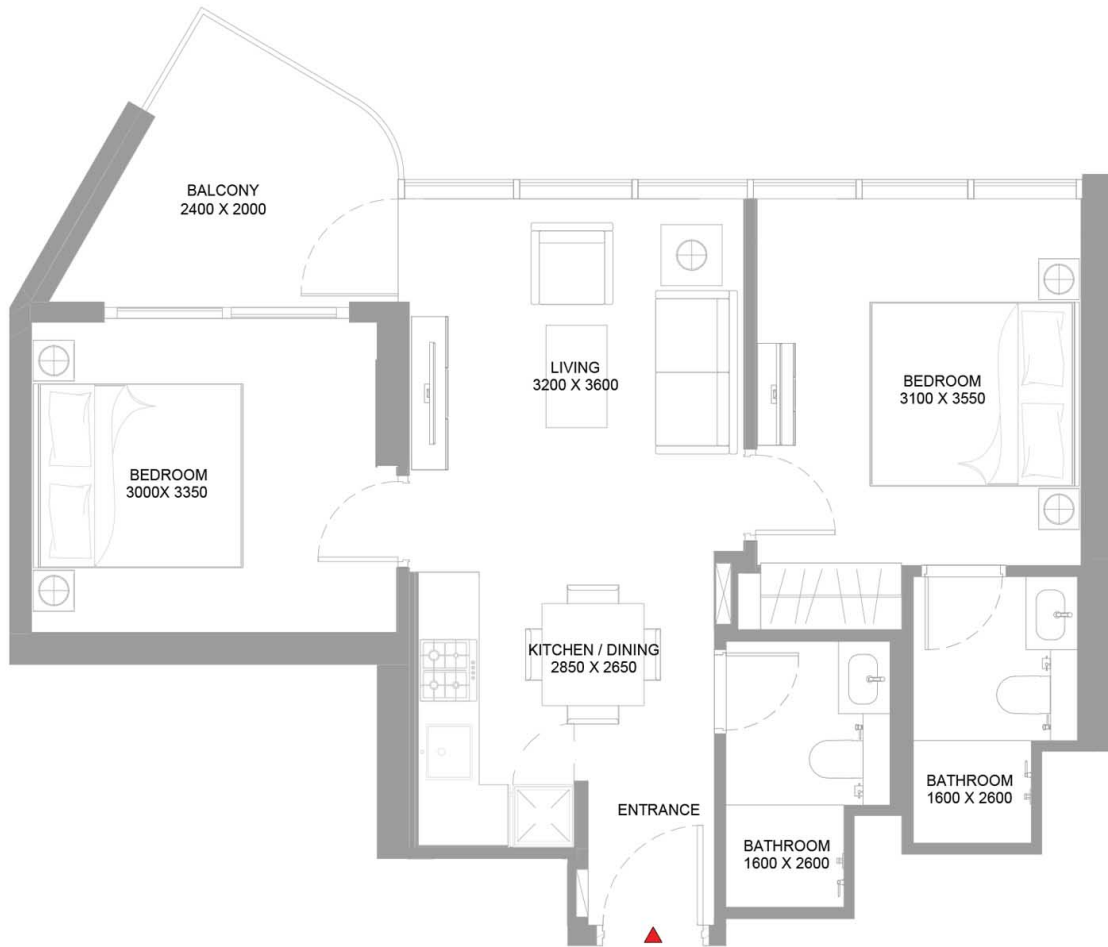 BALCONY
2400 X 2000
LIVING
3200 X 3600
BEDROOM
3100 X 3550
BEDROOM
3000X 3350
KITCHEN / DINING
2850 X 2650
BATHROOM
1600 X 2600
ENTRANCE
BATHROOM
1600 X 2600